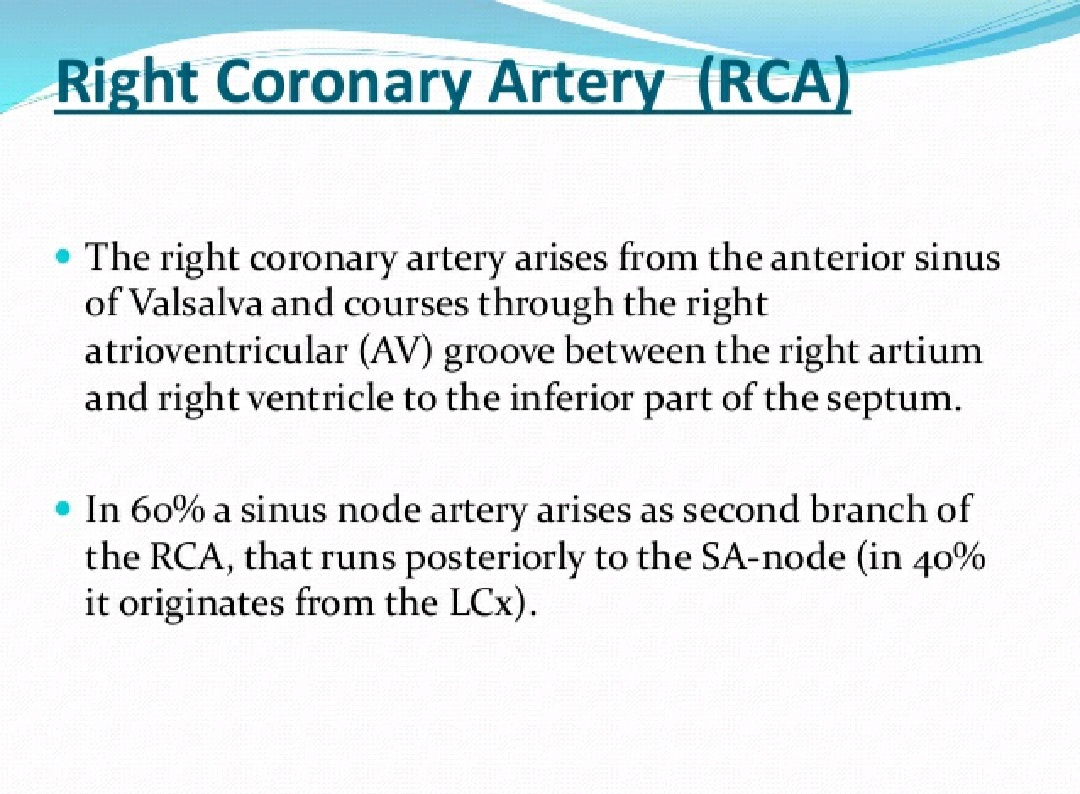 Right Coronary Artery (RCA)
• The right coronary artery arises from the anterior sinus
of Valsalva and courses through the right
atrioventricular (AV) groove between the right artium
and right ventricle to the inferior part of the septum.
• In 60% a sinus node artery arises as second branch of
the RCA, that runs posteriorly to the SA-node (in 40%
it originates from the LCx).